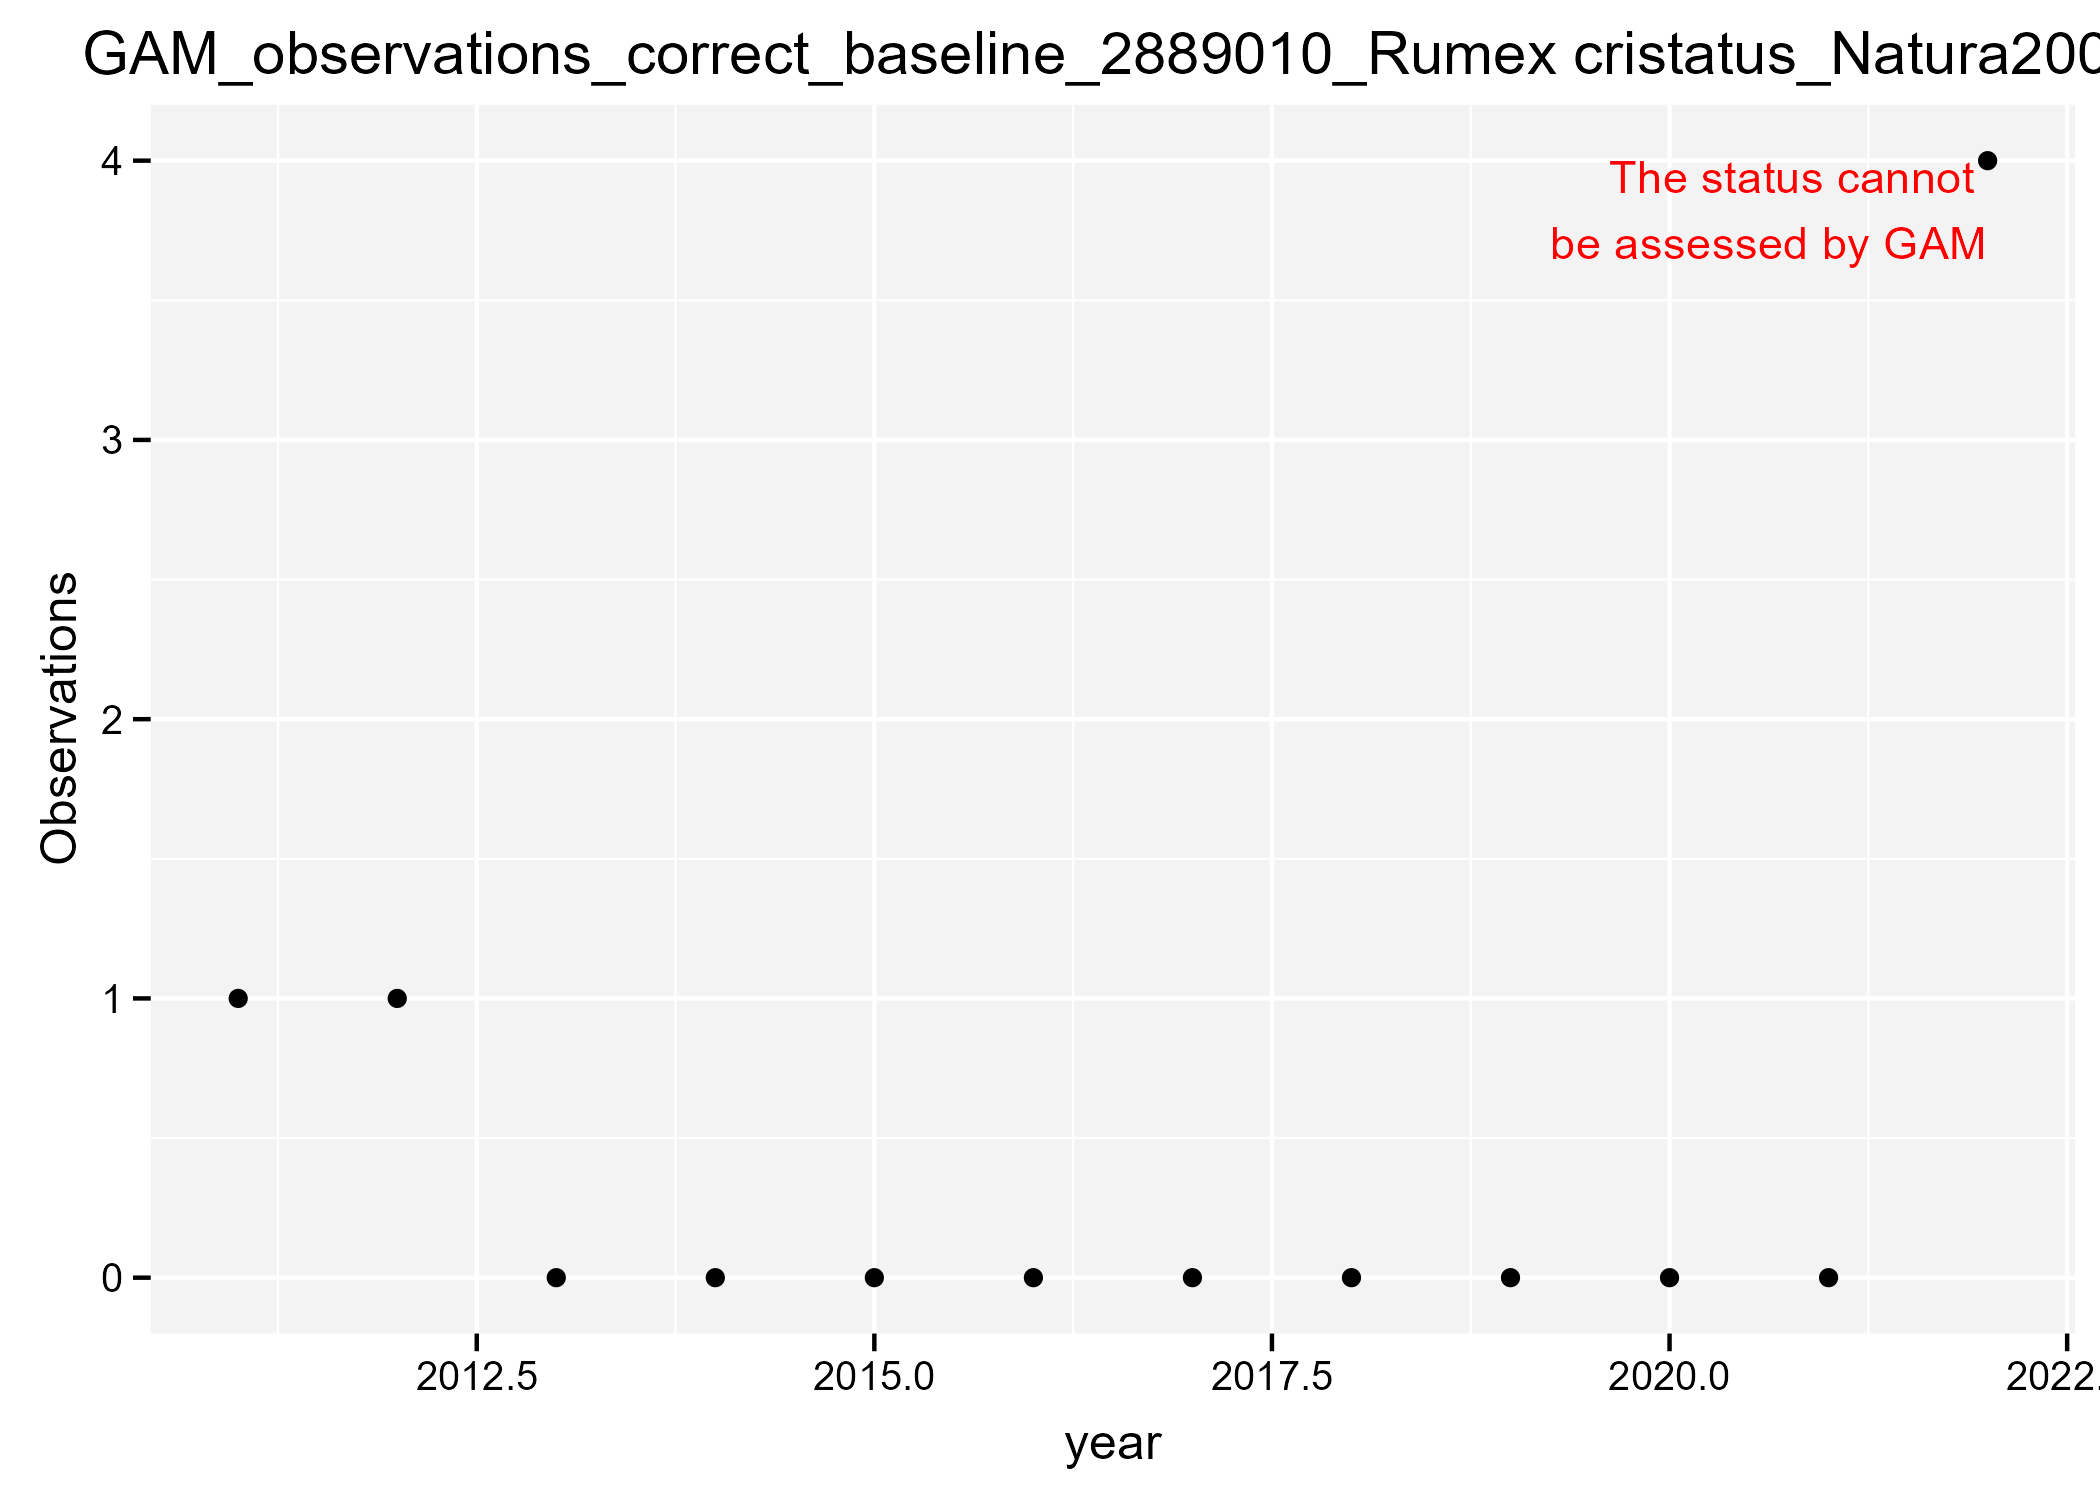 GAM_observations_correct_baseline_2889010_Rumex cristatus_Natura200
4
The status cannot
be assessed by GAM
3
Observations
2
1
0
2012.5 2015.0 2017.5 2020.0 2022.
year